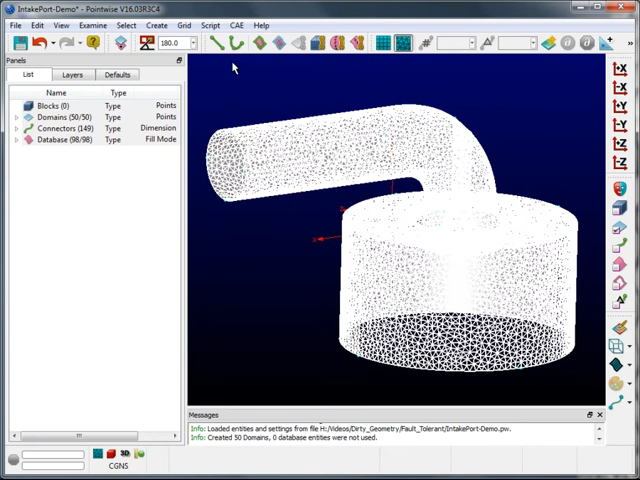 IntakePort-Demo* - Pointwise V16.03R3C4
File Edit View Examine Select Create Grid Script CAE Help
180.0
Panels
List Layers Defaults
Name Type
Blocks (0) Type Points
Domains (50/50) Type Points
Connectors (149) Type Dimension
Database (98/98) Type Fill Mode
+X
-X
+Y
-Y
+Z
-Z
Messages
Info: Loaded entities and settings from file H:/Videos/Dirty_Geometry/Fault_Tolerant/IntakePort-Demo.pw.
Info: Created 50 Domains, 0 database entities were not used.
3D
CGNS